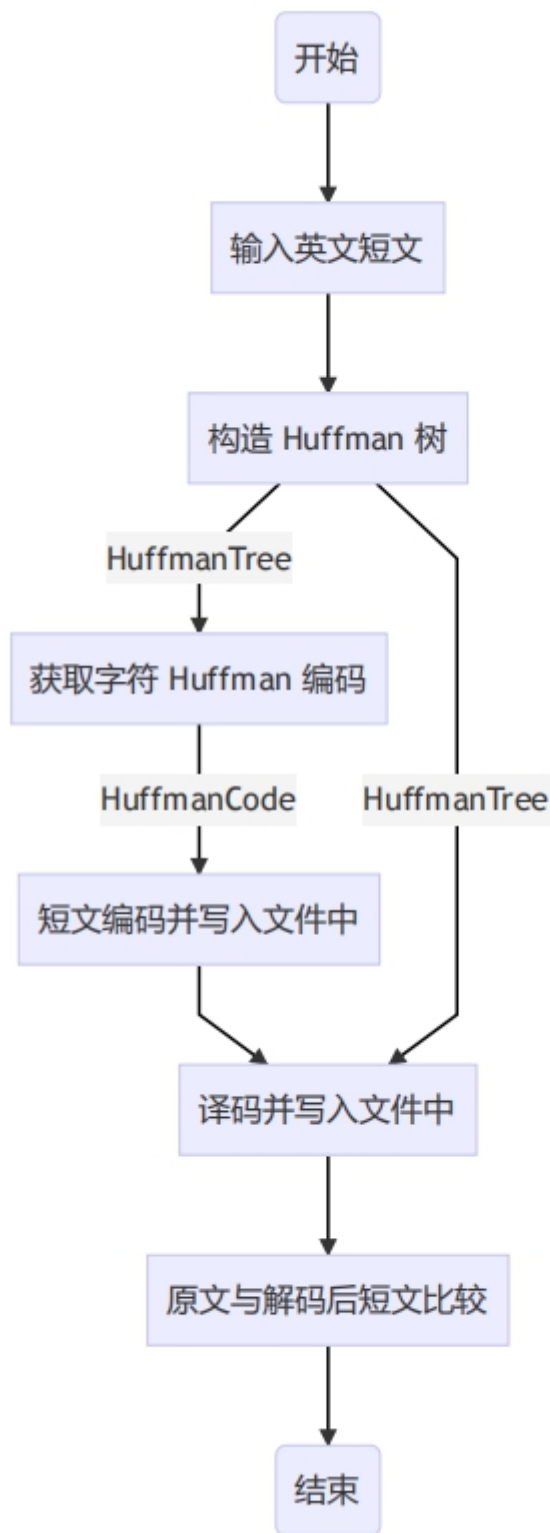 开始
输入英文短文
构造 Huffman 树
HuffmanTree
获取字符 Huffman 编码
HuffmanCode
HuffmanTree
短文编码并写入文件中
译码并写入文件中
原文与解码后短文比较
结束